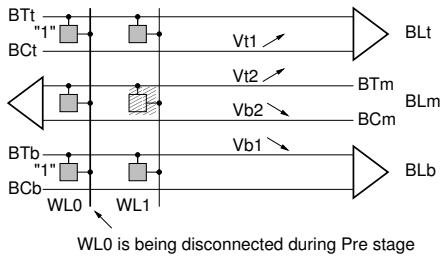 BTt
"1"
BCt
Vt1
BLt
Vt2
BTm
BLm
Vb2
BCm
BTb
Vb1
"1"
BLb
BCb
WL0 WL1
WL0 is being disconnected during Pre stage